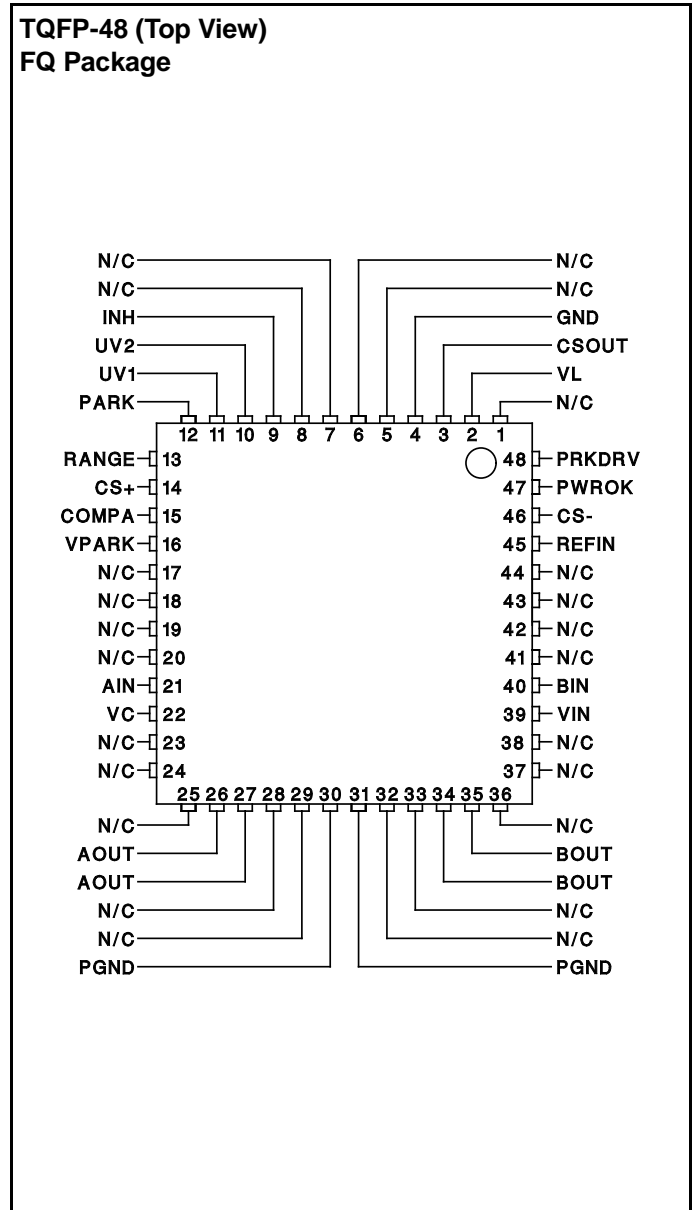 TQFP-48 (Top View)
FQ Package
N/C N/C
N/C N/C
INH GND
UV2 CSOUT
UV1 VL
PARK N/C
12 11 10 9 8 7 6 5 4 3 2 1
RANGE 13 48 PRKDRV
CS+ 14 47 PWROK
COMPA 15 46 CS-
VPARK 16 45 REFIN
N/C 17 44 N/C
N/C 18 43 N/C
N/C 19 42 N/C
N/C 20 41 N/C
AIN 21 40 BIN
VC 22 39 VIN
N/C 23 38 N/C
N/C 24 37 N/C
25 26 27 28 29 30 31 32 33 34 35 36
N/C N/C
AOUT BOUT
AOUT BOUT
N/C N/C
N/C N/C
PGND PGND